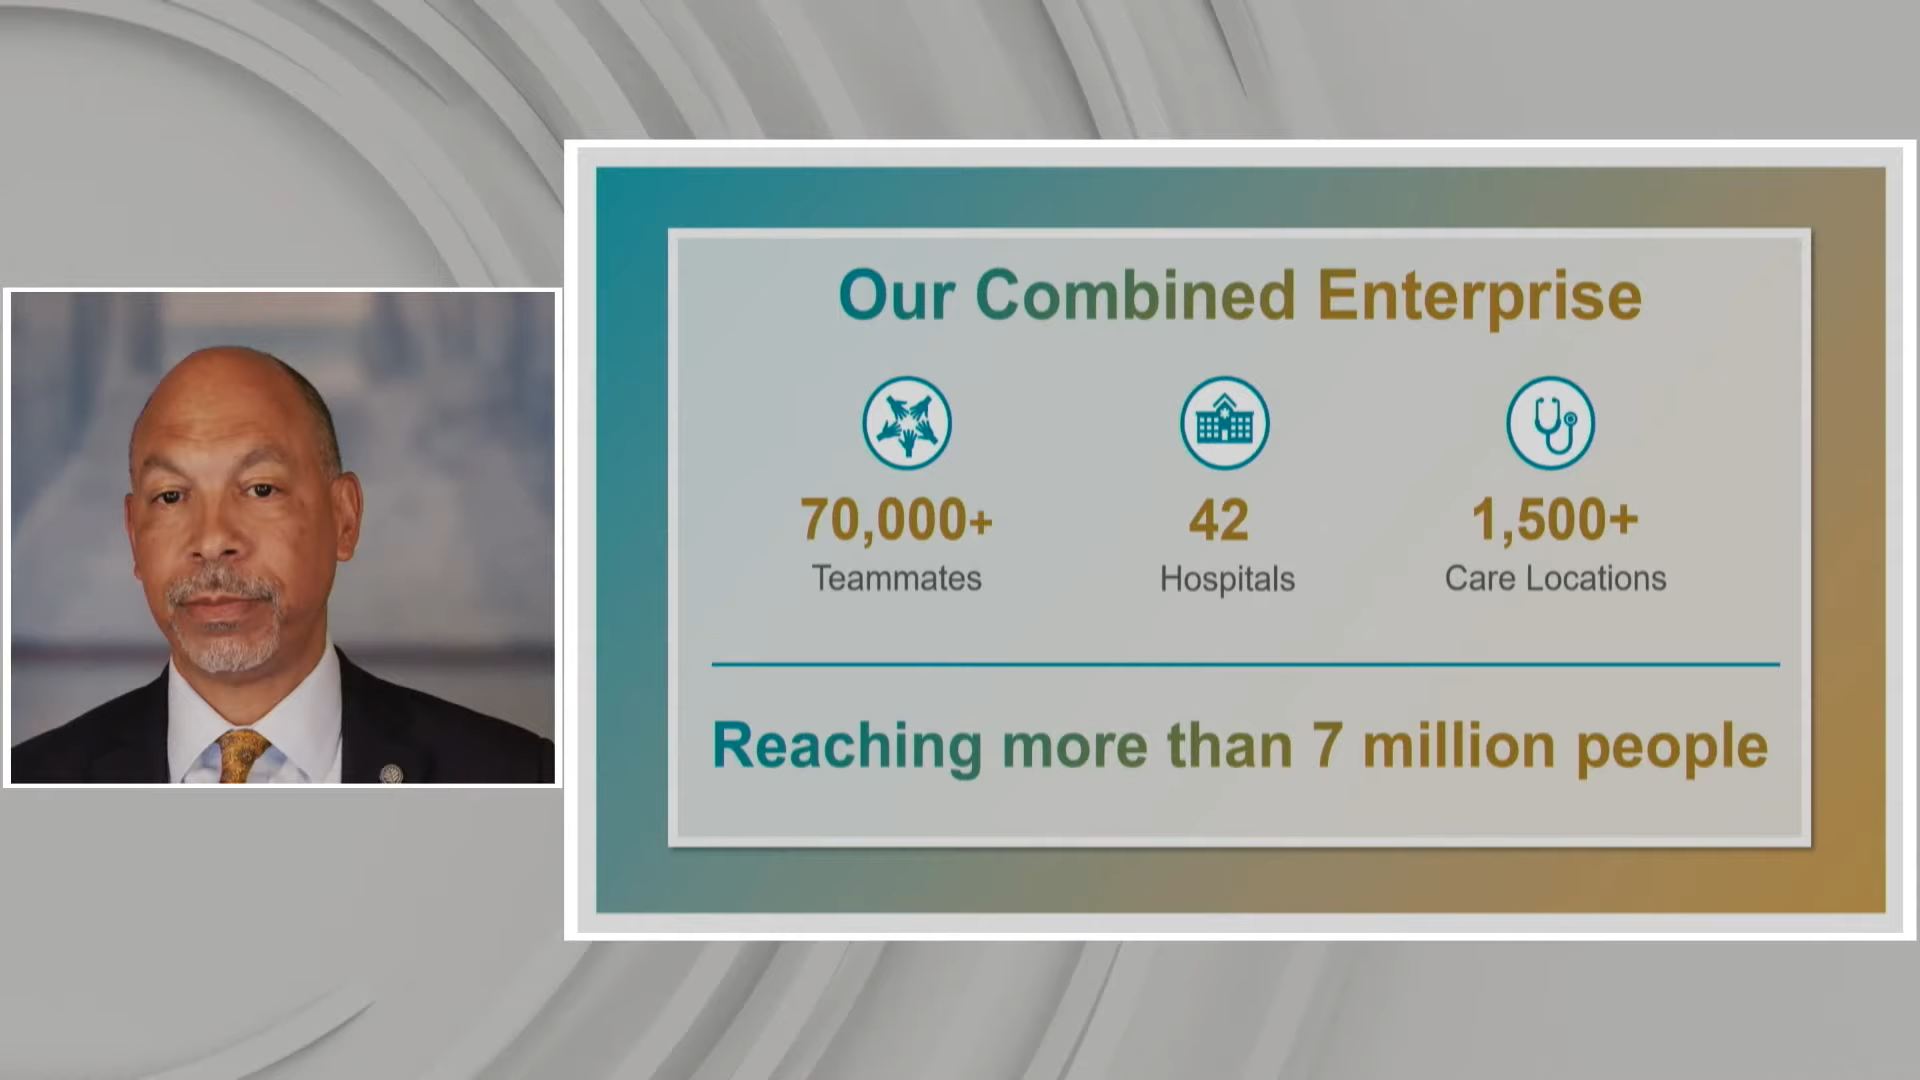 Our Combined Enterprise
70,000+
Teammates
42
Hospitals
1,500+
Care Locations
Reaching more than 7 million people